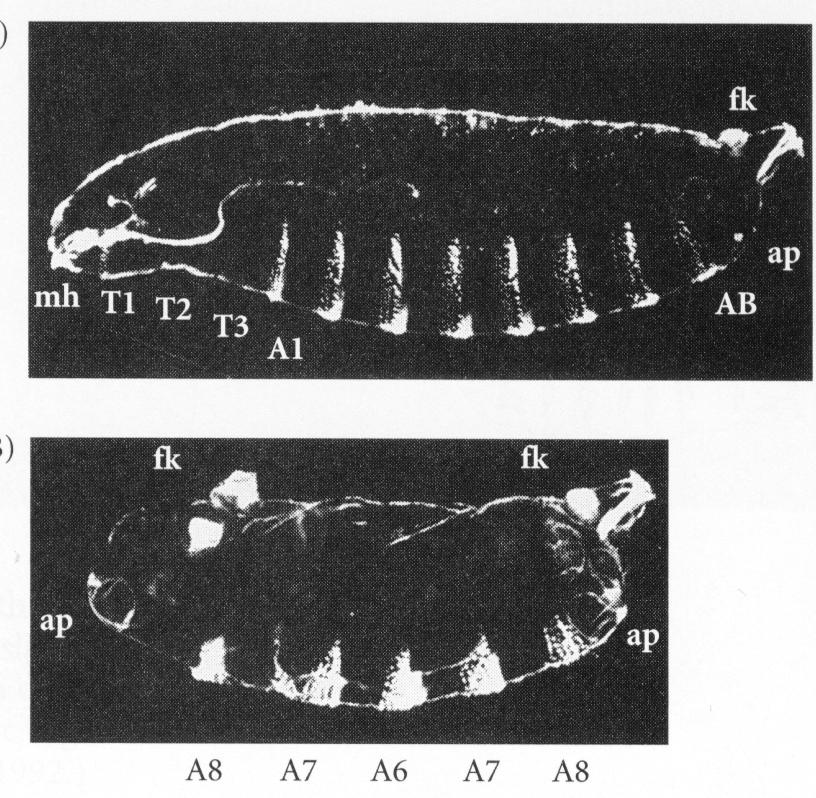 )
fk
mh T1 T2 T3 A1 AB ap
)
fk fk
ap ap
A8 A7 A6 A7 A8